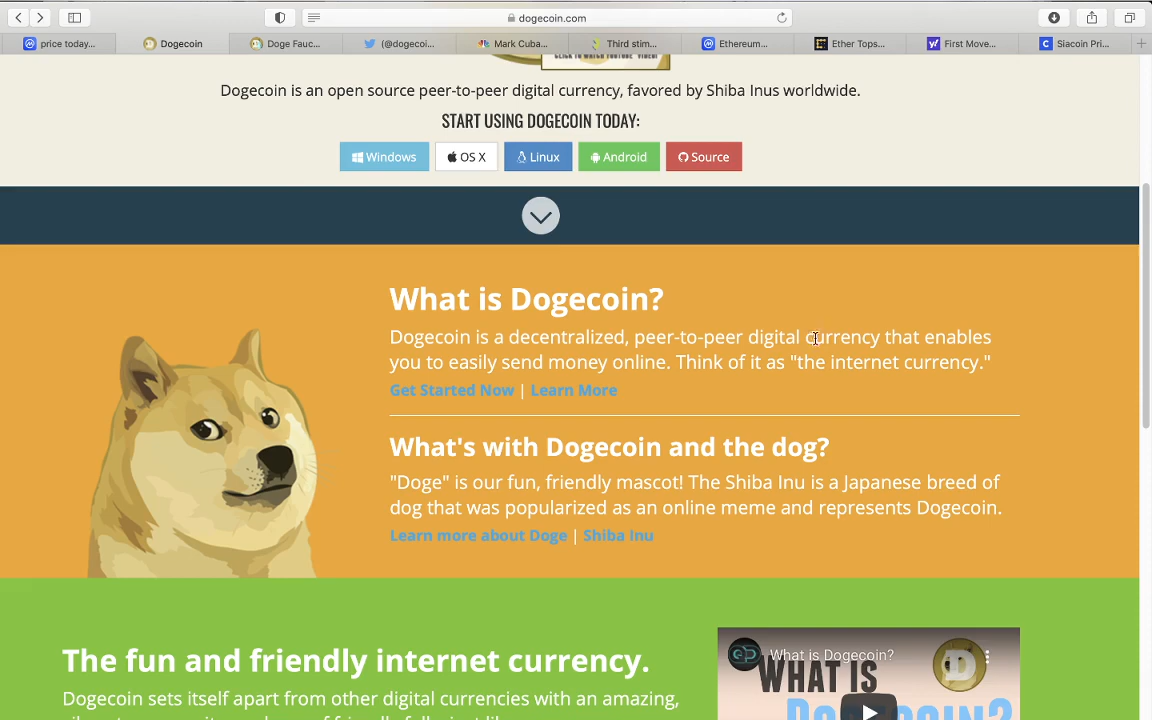 dogecoin.com
price today...
Dogecoin
Doge Fauc...
(@dogecoi...
Mark Cuba...
Third stim...
Ethereum...
Ether Tops...
First Move...
Siacoin Pri...
CLICK TO WATCH YOUTUBE VIDEO!
Dogecoin is an open source peer-to-peer digital currency, favored by Shiba Inus worldwide.
START USING DOGECOIN TODAY:
Windows
OS X
Linux
Android
Source
What is Dogecoin?
Dogecoin is a decentralized, peer-to-peer digital currency that enables
you to easily send money online. Think of it as "the internet currency."
Get Started Now | Learn More
What's with Dogecoin and the dog?
"Doge" is our fun, friendly mascot! The Shiba Inu is a Japanese breed of
dog that was popularized as an online meme and represents Dogecoin.
Learn more about Doge | Shiba Inu
The fun and friendly internet currency.
Dogecoin sets itself apart from other digital currencies with an amazing,
What is Dogecoin?
WHAT IS